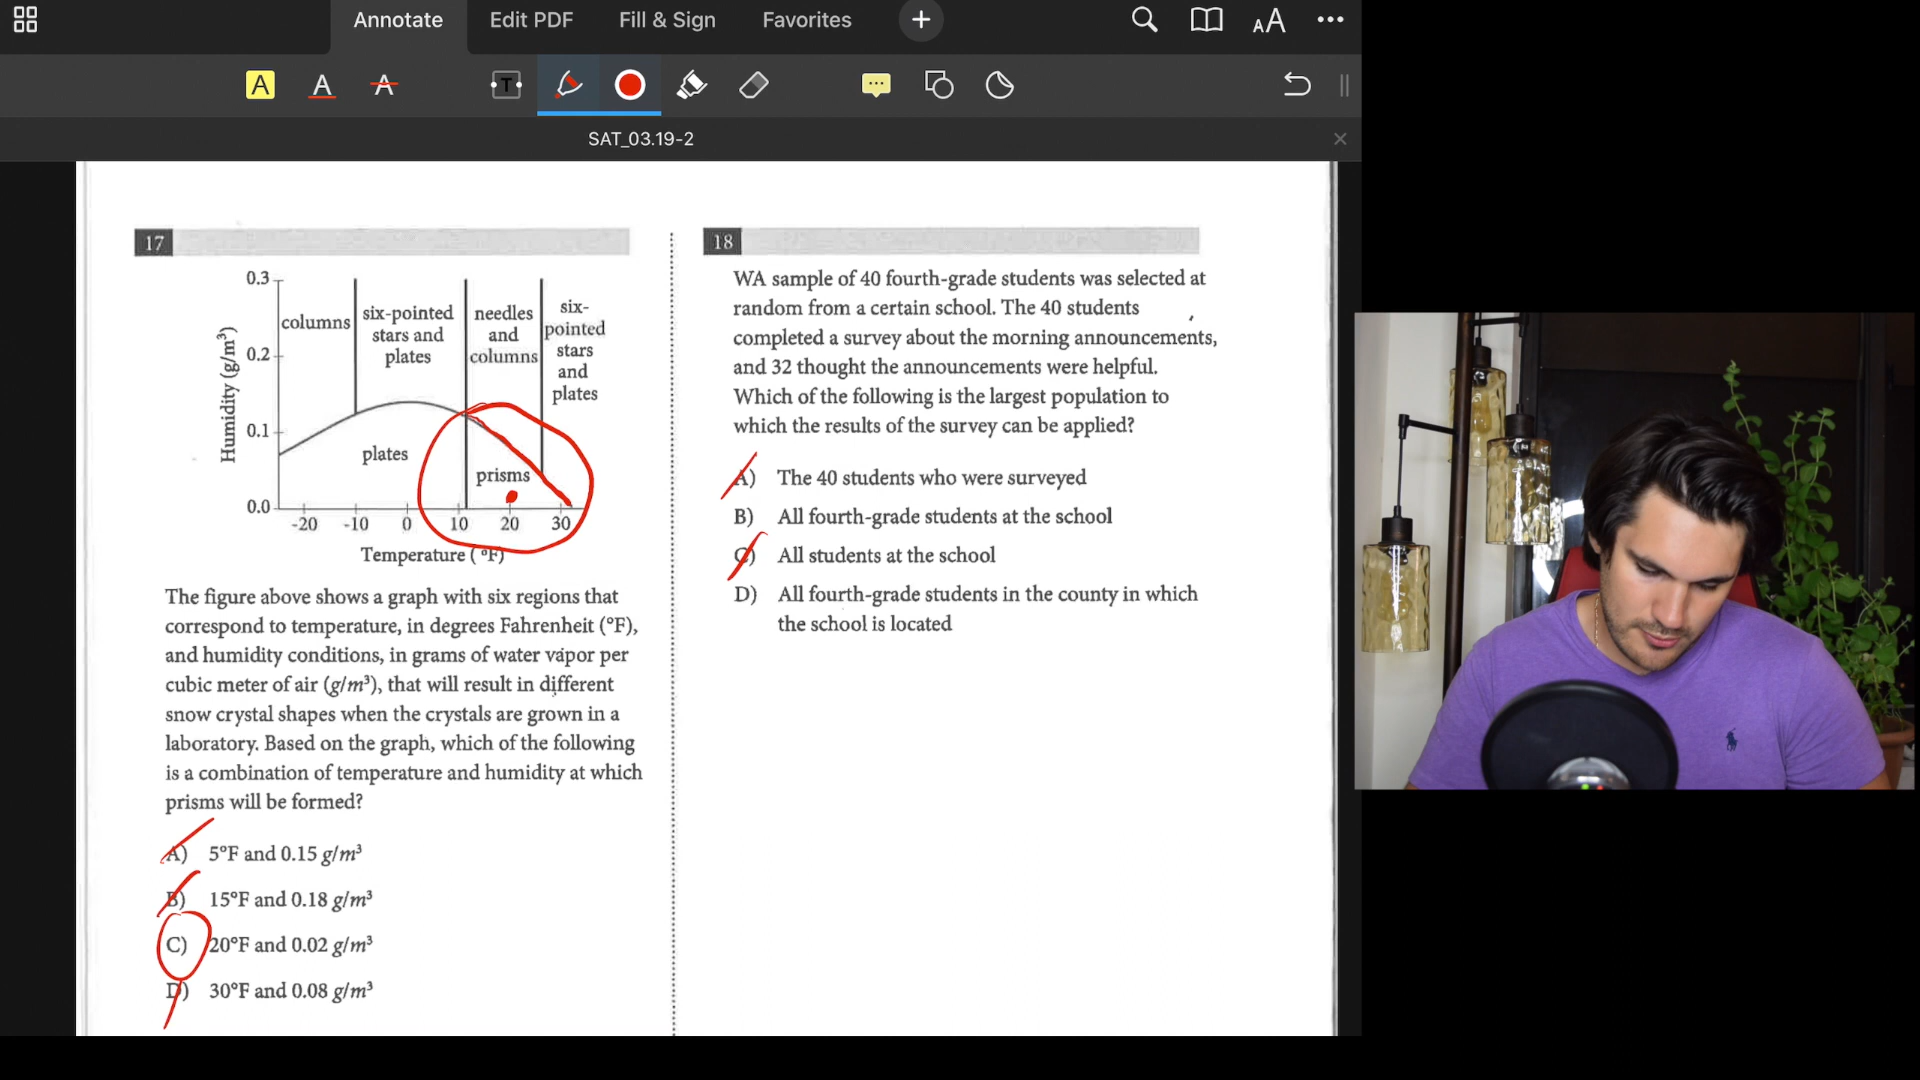 Annotate Edit PDF Fill & Sign Favorites
A A A T
SAT_03.19-2
17
0.3
0.2
0.1
0.0
Humidity (g/m³)
columns
six-pointed
stars and
plates
needles
and
columns
six-
pointed
stars
and
plates
plates
prisms
-20 -10 0 10 20 30
Temperature (°F)
The figure above shows a graph with six regions that
correspond to temperature, in degrees Fahrenheit (°F),
and humidity conditions, in grams of water vapor per
cubic meter of air (g/m³), that will result in different
snow crystal shapes when the crystals are grown in a
laboratory. Based on the graph, which of the following
is a combination of temperature and humidity at which
prisms will be formed?
A) 5°F and 0.15 g/m³
B) 15°F and 0.18 g/m³
C) 20°F and 0.02 g/m³
D) 30°F and 0.08 g/m³
18
WA sample of 40 fourth-grade students was selected at
random from a certain school. The 40 students
completed a survey about the morning announcements,
and 32 thought the announcements were helpful.
Which of the following is the largest population to
which the results of the survey can be applied?
A) The 40 students who were surveyed
B) All fourth-grade students at the school
C) All students at the school
D) All fourth-grade students in the county in which
the school is located